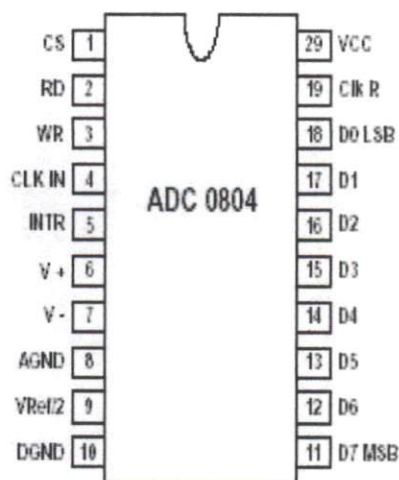 CS 1 29 VCC
RD 2 19 Clk R
WR 3 18 D0 LSB
CLK IN 4 17 D1
ADC 0804
INTR 5 16 D2
V + 6 15 D3
V - 7 14 D4
AGND 8 13 D5
VRef/2 9 12 D6
DGND 10 11 D7 MSB